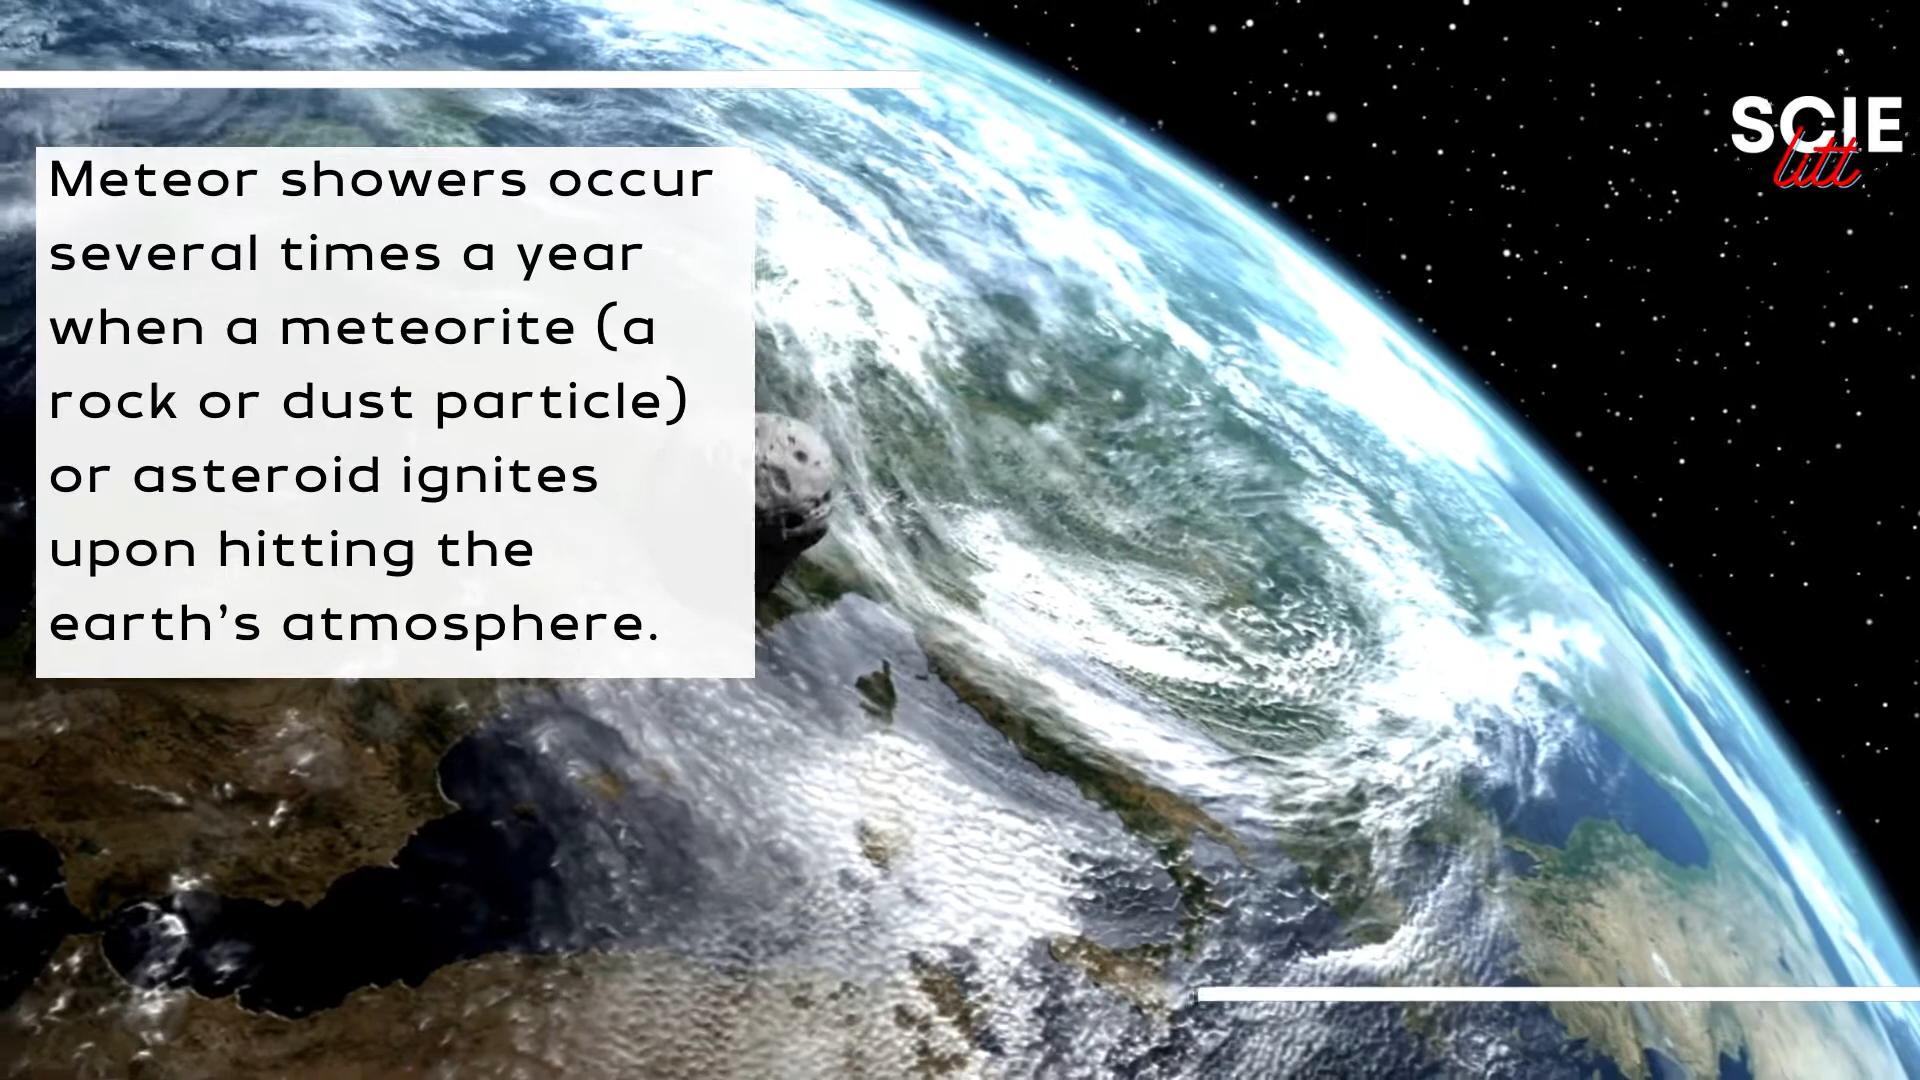 Meteor showers occur
several times a year
when a meteorite (a
rock or dust particle)
or asteroid ignites
upon hitting the
earth's atmosphere.
SCIE
litt